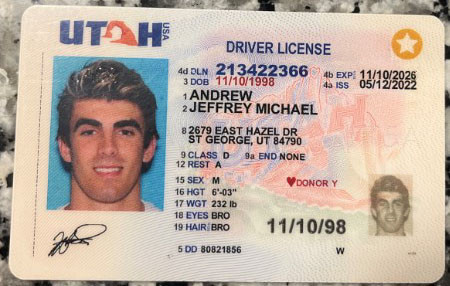 UTAH USA
DRIVER LICENSE
4d DLN 213422366
3 DOB 11/10/1998
4b EXP 11/10/2026
4a ISS 05/12/2022
1 ANDREW
2 JEFFREY MICHAEL
8 2679 EAST HAZEL DR
ST GEORGE, UT 84790
9 CLASS D 9a END NONE
12 REST A
15 SEX M
16 HGT 6'-03"
17 WGT 232 lb
18 EYES BRO
19 HAIR BRO
DONOR Y
11/10/98
5 DD 80821856
W